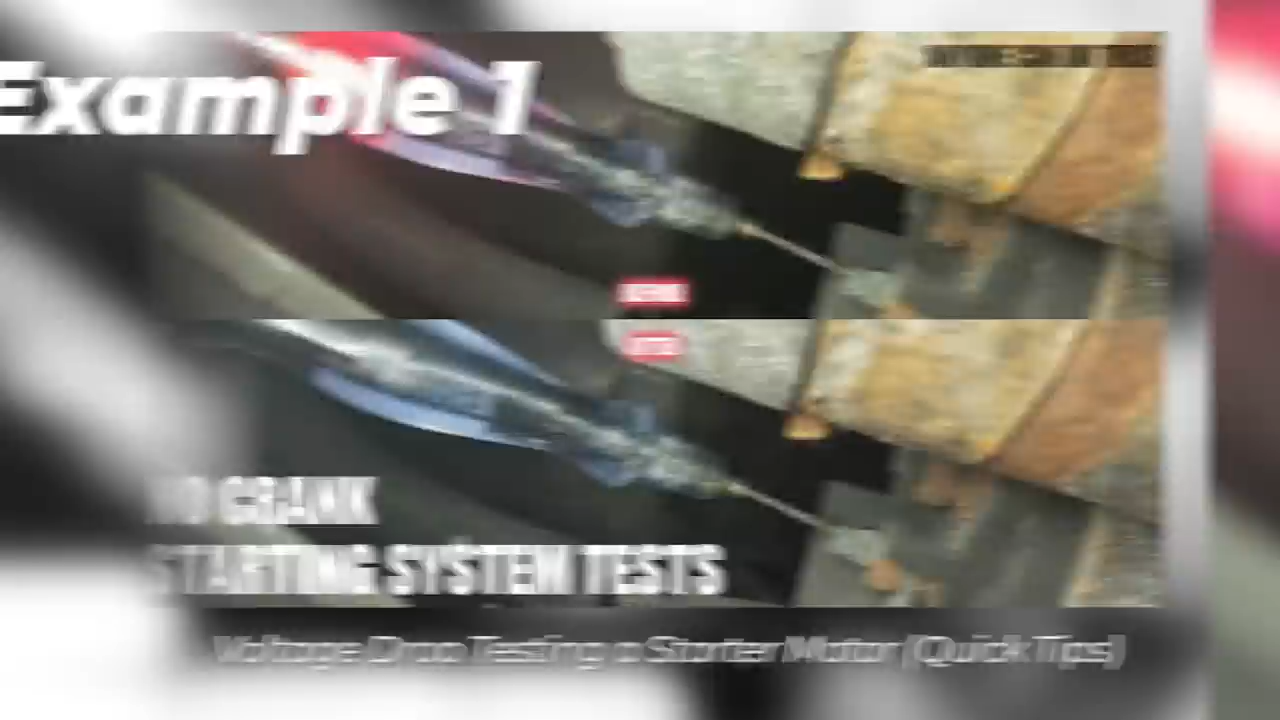 Example 1
NO CRANK
STARTING SYSTEM TESTS
Voltage Drop Testing a Starter Motor (Quick Tips)